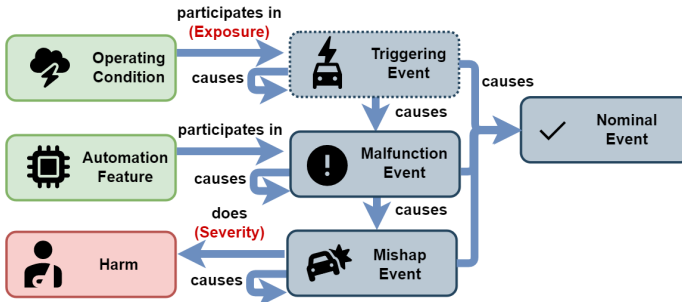 participates in
(Exposure)
Operating
Condition
causes
Triggering
Event
causes
causes
Nominal
Event
participates in
Automation
Feature
causes
Malfunction
Event
causes
does
(Severity)
Harm
causes
Mishap
Event